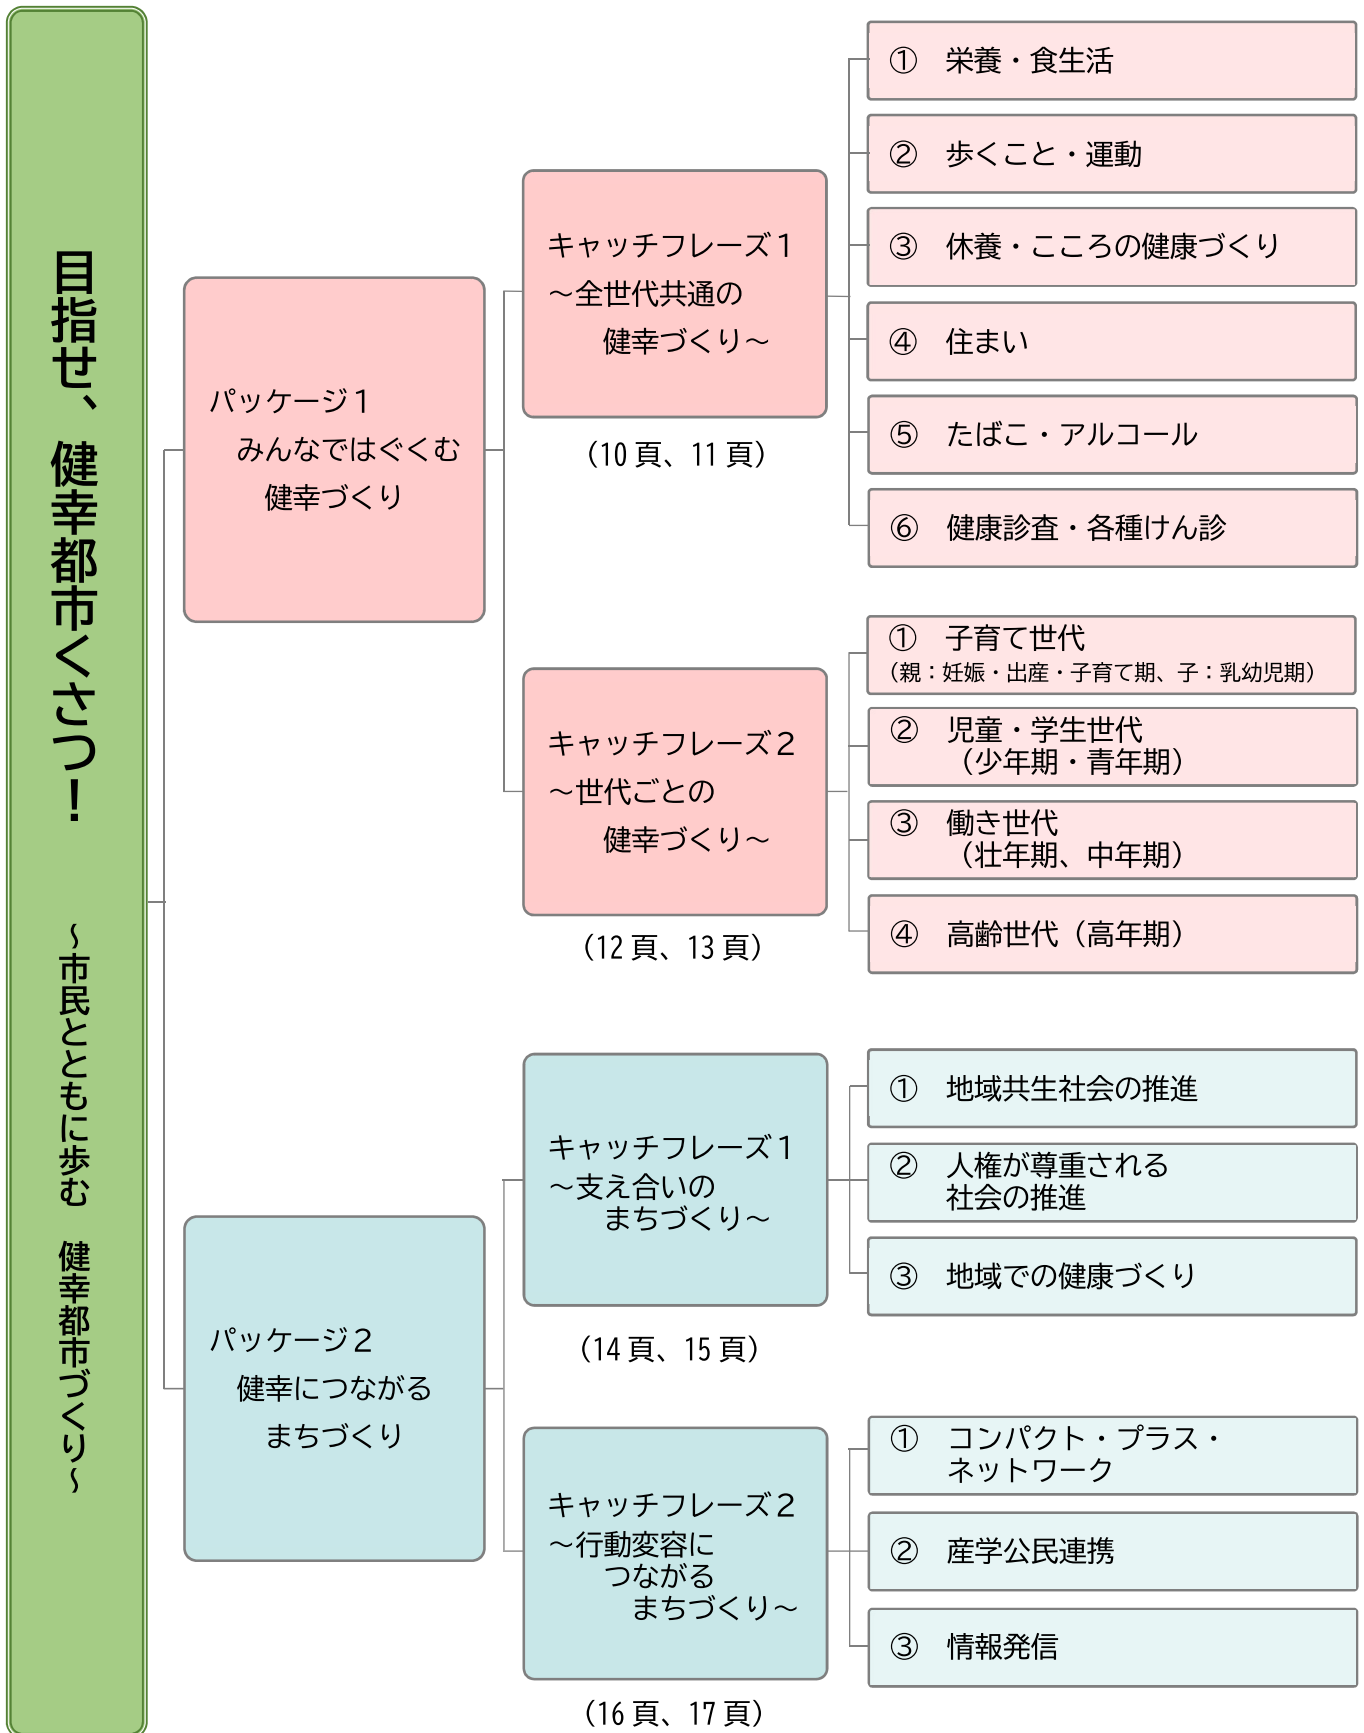 目指せ、健幸都市くさつ！
～市民とともに歩む　健幸都市づくり～
パッケージ１
みんなではぐくむ
健幸づくり
キャッチフレーズ１
～全世代共通の
健幸づくり～
（10 頁、11 頁）
①　栄養・食生活
②　歩くこと・運動
③　休養・こころの健康づくり
④　住まい
⑤　たばこ・アルコール
⑥　健康診査・各種けん診
キャッチフレーズ２
～世代ごとの
健幸づくり～
（12 頁、13 頁）
①　子育て世代
（親：妊娠・出産・子育て期、子：乳幼児期）
②　児童・学生世代
（少年期・青年期）
③　働き世代
（壮年期、中年期）
④　高齢世代（高年期）
パッケージ２
健幸につながる
まちづくり
キャッチフレーズ１
～支え合いの
まちづくり～
（14 頁、15 頁）
①　地域共生社会の推進
②　人権が尊重される
社会の推進
③　地域での健康づくり
キャッチフレーズ２
～行動変容に
つながる
まちづくり～
（16 頁、17 頁）
①　コンパクト・プラス・
ネットワーク
②　産学公民連携
③　情報発信